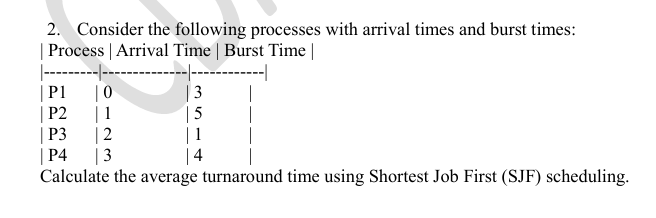 2. Consider the following processes with arrival times and burst times:
| Process | Arrival Time | Burst Time |
|---------|--------------|------------|
| P1 | 0 | 3 |
| P2 | 1 | 5 |
| P3 | 2 | 1 |
| P4 | 3 | 4 |
Calculate the average turnaround time using Shortest Job First (SJF) scheduling.